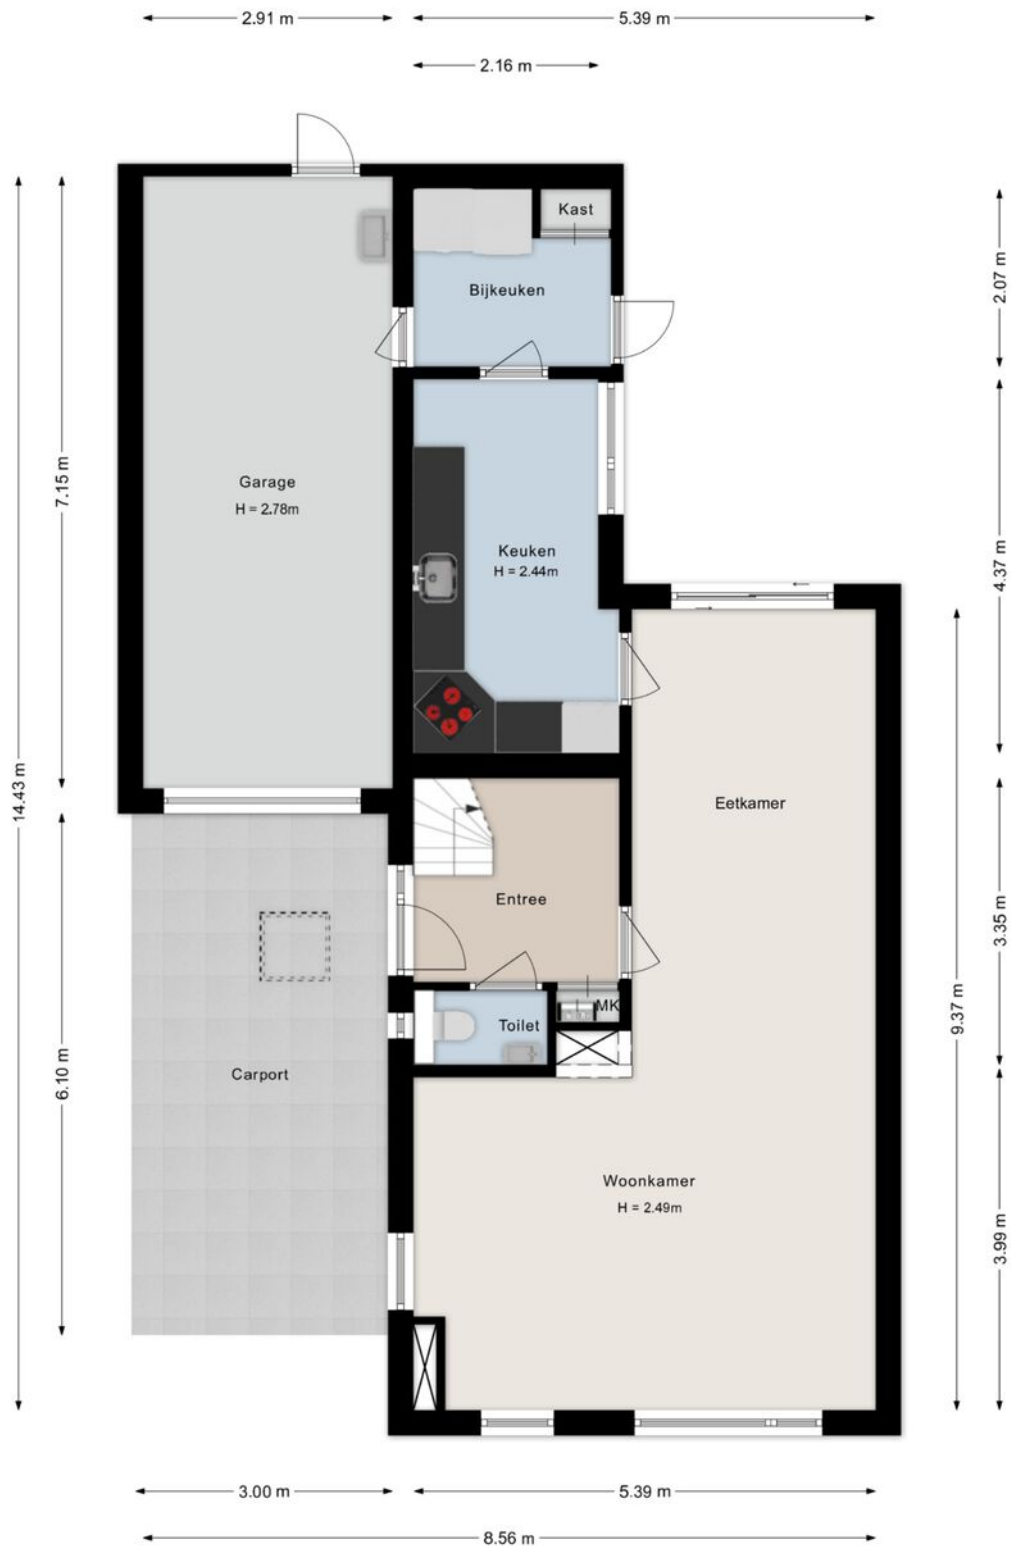 2.91 m
5.39 m
2.16 m
Kast
Bijkeuken
2.07 m
7.15 m
Garage
H = 2.78m
Keuken
H = 2.44m
4.37 m
14.43 m
Eetkamer
Entree
3.35 m
MK
Toilet
9.37 m
6.10 m
Carport
Woonkamer
H = 2.49m
3.99 m
3.00 m
5.39 m
8.56 m